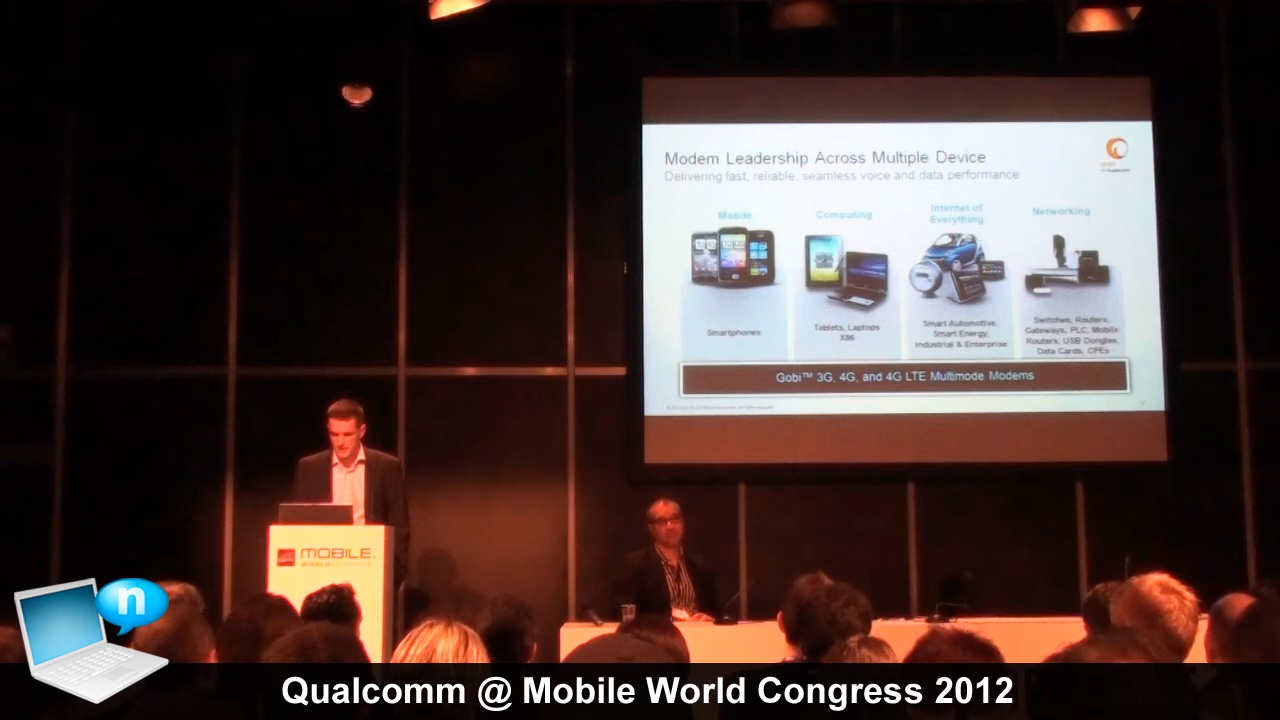 Modem Leadership Across Multiple Device
Delivering fast, reliable, seamless voice and data performance
Mobile
Computing
Internet of
Everything
Networking
Smartphones
Tablets, Laptops
X86
Smart Automotive,
Smart Energy,
Industrial & Enterprise
Switches, Routers,
Gateways, PLC, Mobile
Routers, USB Dongles,
Data Cards, CPEs
Gobi™ 3G, 4G, and 4G LTE Multimode Modems
MOBILE
WORLD
n
Qualcomm @ Mobile World Congress 2012